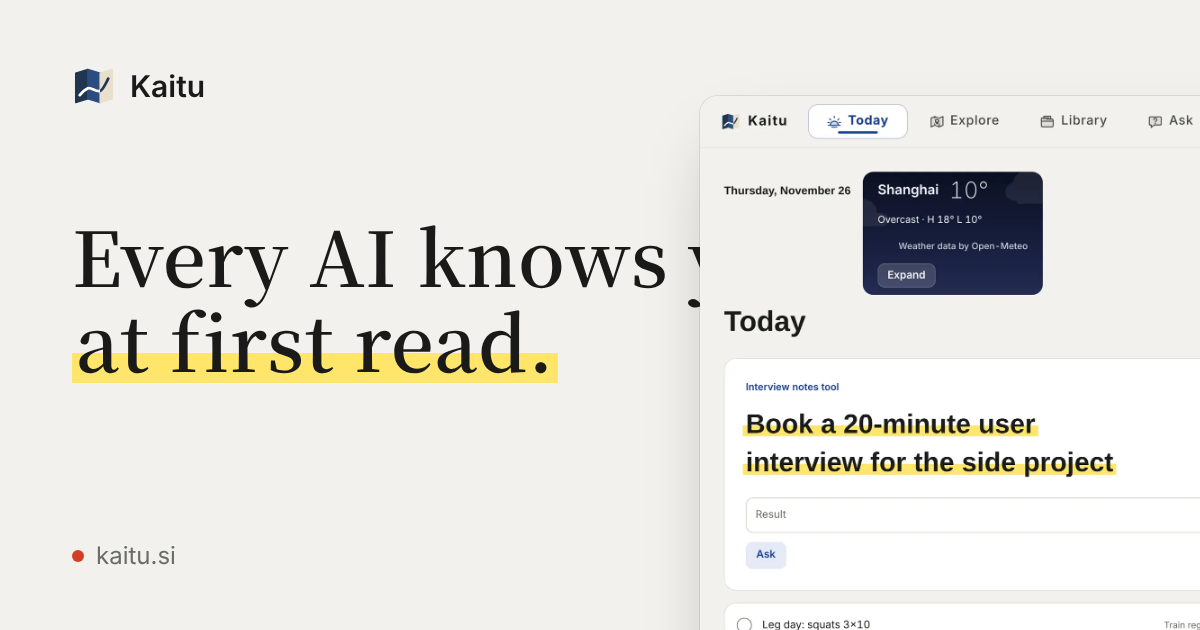 Kaitu
Every AI knows
at first read.
kaitu.si
Kaitu
Today
Explore
Library
Ask
Thursday, November 26
Shanghai 10°
Overcast · H 18° L 10°
Weather data by Open-Meteo
Expand
Today
Interview notes tool
Book a 20-minute user
interview for the side project
Result
Ask
Leg day: squats 3×10
Train